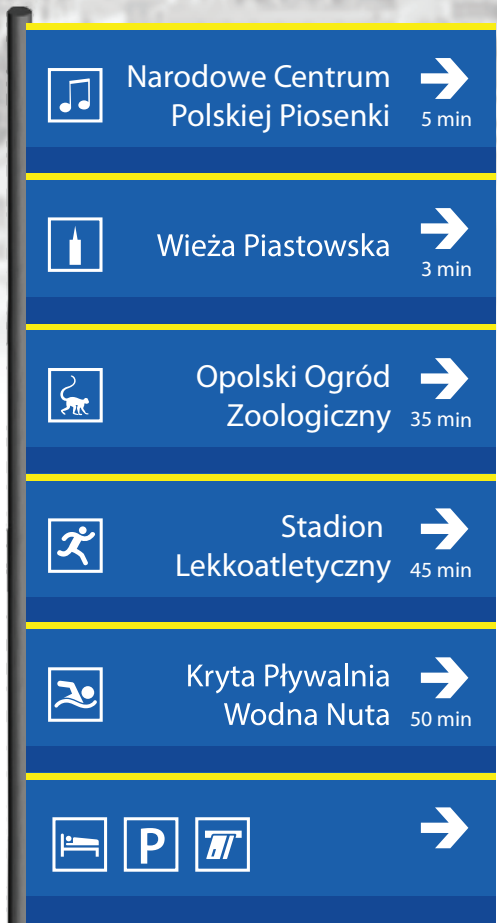 Narodowe Centrum
Polskiej Piosenki
5 min
Wieża Piastowska
3 min
Opolski Ogród
Zoologiczny
35 min
Stadion
Lekkoatletyczny
45 min
Kryta Pływalnia
Wodna Nuta
50 min
P